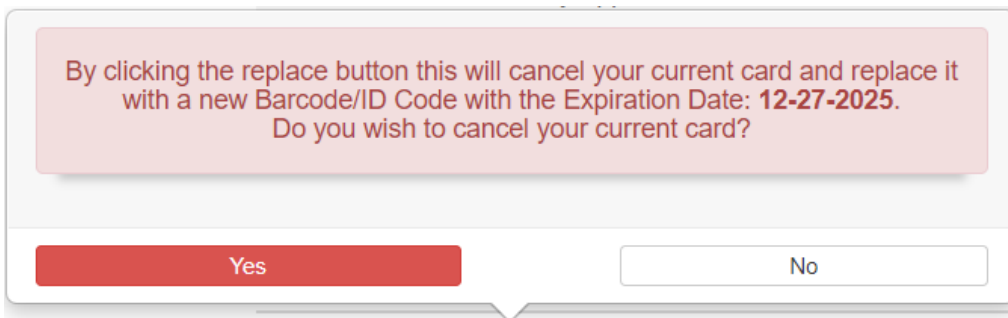 By clicking the replace button this will cancel your current card and replace it
with a new Barcode/ID Code with the Expiration Date: 12-27-2025.
Do you wish to cancel your current card?
Yes
No